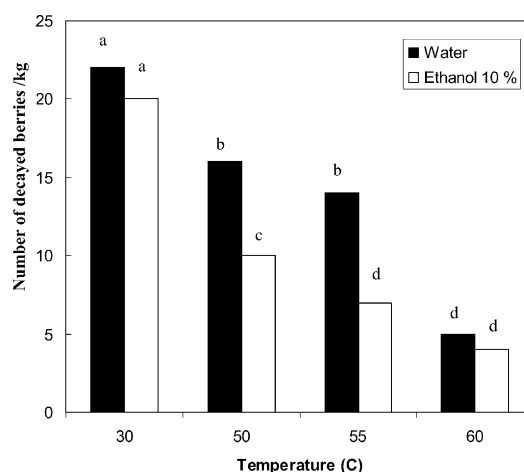 25
20
15
10
5
0
Number of decayed berries /kg
a
a
b
c
b
d
d
d
Water
Ethanol 10 %
30 50 55 60
Temperature (C)